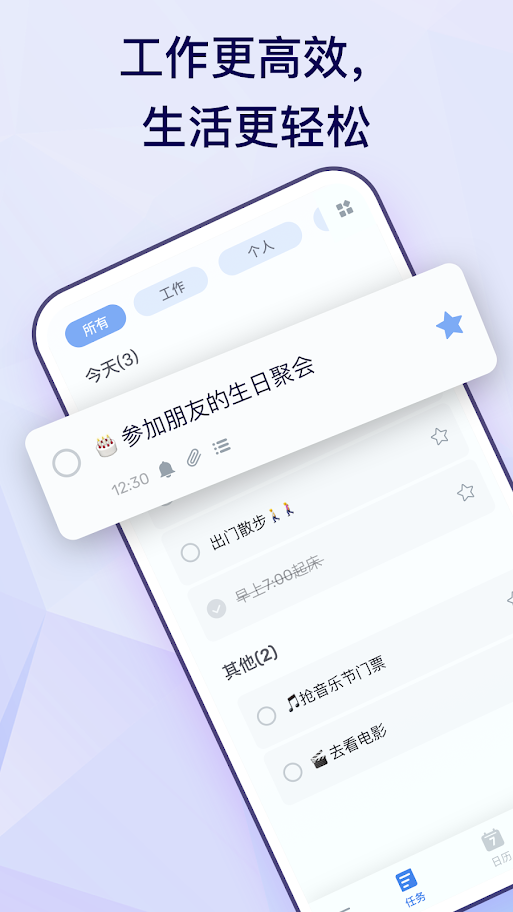 工作更高效，
生活更轻松
所有
工作
个人
今天(3)
🎂参加朋友的生日聚会
12:30
出门散步🚶🚶‍♀️
早上7:00起床
其他(2)
🎵抢音乐节门票
🎬去看电影
任务
7
日历